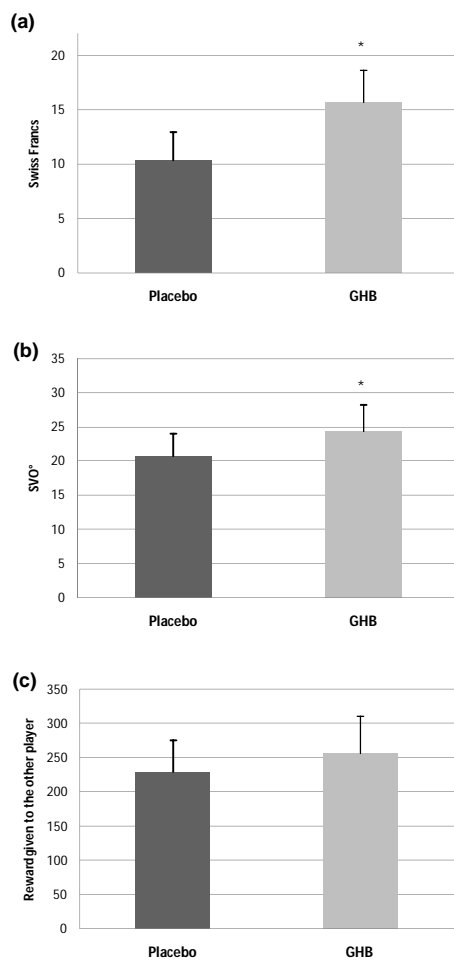 (a)
20
*
15
Swiss Francs
10
5
0
Placebo GHB
(b)
35
30
*
25
20
SVO°
15
10
5
0
Placebo GHB
(c)
350
300
250
200
Reward given to the other player
150
100
50
0
Placebo GHB